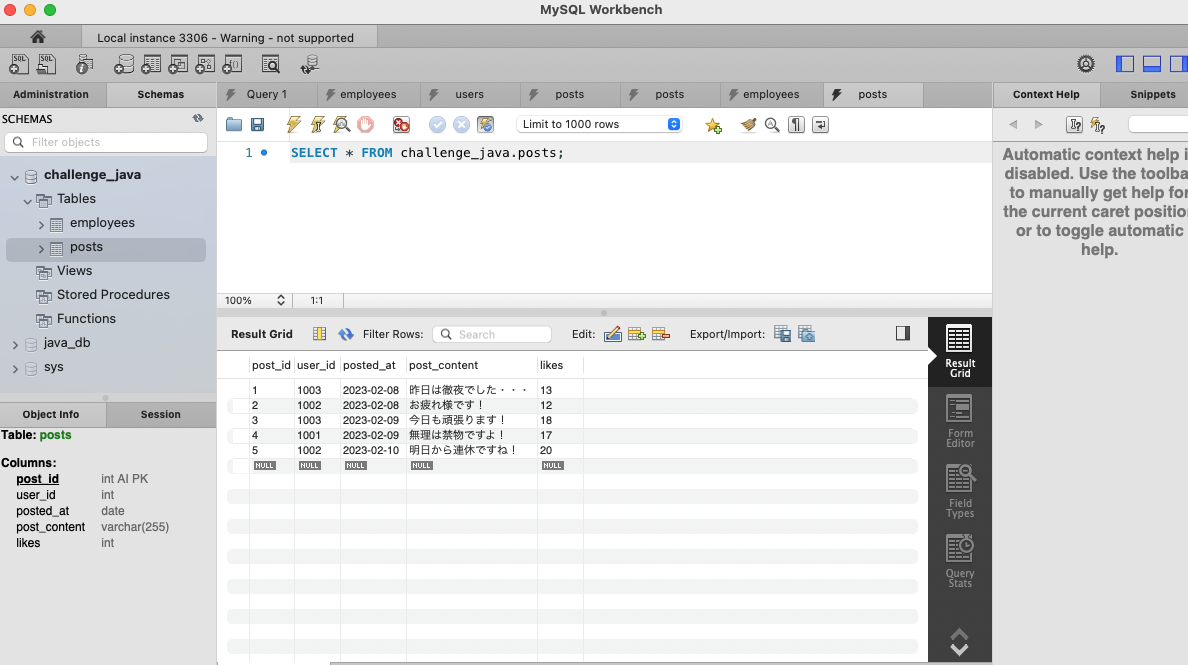 MySQL Workbench
Local instance 3306 - Warning - not supported
Administration Schemas Query 1 employees users posts posts employees posts Context Help Snippets
SCHEMAS
Filter objects
Limit to 1000 rows
challenge_java
Tables
employees
posts
Views
Stored Procedures
Functions
java_db
sys
Object Info Session
Table: posts
Columns:
post_id int AI PK
user_id int
posted_at date
post_content varchar(255)
likes int
1 SELECT * FROM challenge_java.posts;
100% 1:1
Result Grid Filter Rows: Search Edit: Export/Import:
post_id user_id posted_at post_content likes
1 1003 2023-02-08 昨日は徹夜でした・・・ 13
2 1002 2023-02-08 お疲れ様です！ 12
3 1003 2023-02-09 今日も頑張ります！ 18
4 1001 2023-02-09 無理は禁物ですよ！ 17
5 1002 2023-02-10 明日から連休ですね！ 20
NULL NULL NULL NULL NULL
Result
Grid
Form
Editor
Field
Types
Query
Stats
Automatic context help i
disabled. Use the toolba
to manually get help for
the current caret position
or to toggle automatic
help.